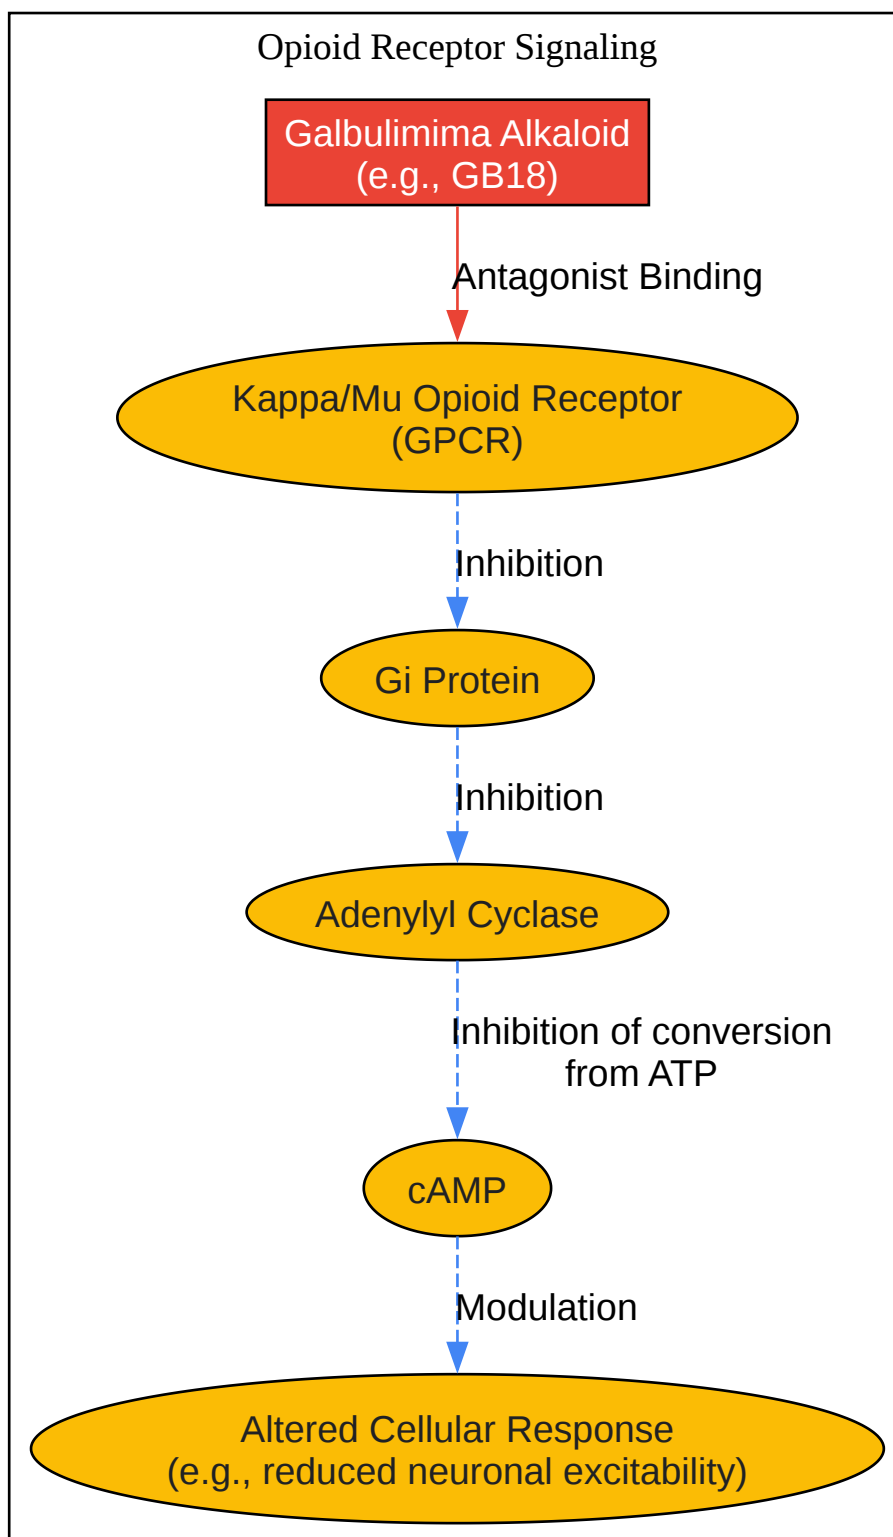 Opioid Receptor Signaling
Galbulimima Alkaloid
(e.g., GB18)
Antagonist Binding
Kappa/Mu Opioid Receptor
(GPCR)
Inhibition
Gi Protein
Inhibition
Adenylyl Cyclase
Inhibition of conversion
from ATP
cAMP
Modulation
Altered Cellular Response
(e.g., reduced neuronal excitability)